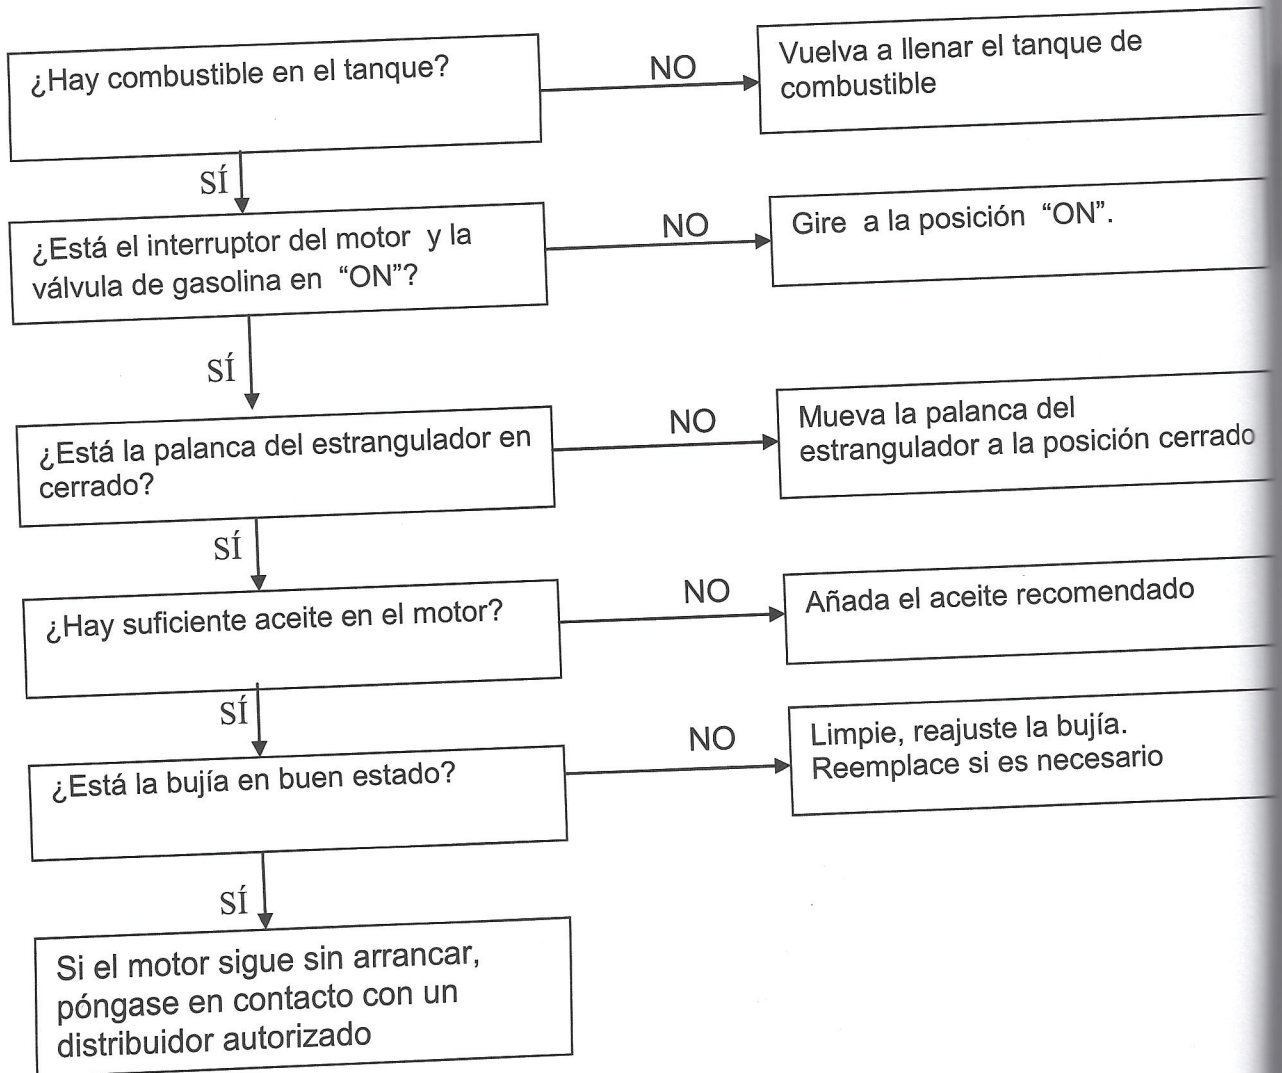 ¿Hay combustible en el tanque?
NO
Vuelva a llenar el tanque de
combustible
SÍ
¿Está el interruptor del motor y la
válvula de gasolina en “ON”?
NO
Gire a la posición “ON”.
SÍ
¿Está la palanca del estrangulador en
cerrado?
NO
Mueva la palanca del
estrangulador a la posición cerrado
SÍ
¿Hay suficiente aceite en el motor?
NO
Añada el aceite recomendado
SÍ
¿Está la bujía en buen estado?
NO
Limpie, reajuste la bujía.
Reemplace si es necesario
SÍ
Si el motor sigue sin arrancar,
póngase en contacto con un
distribuidor autorizado